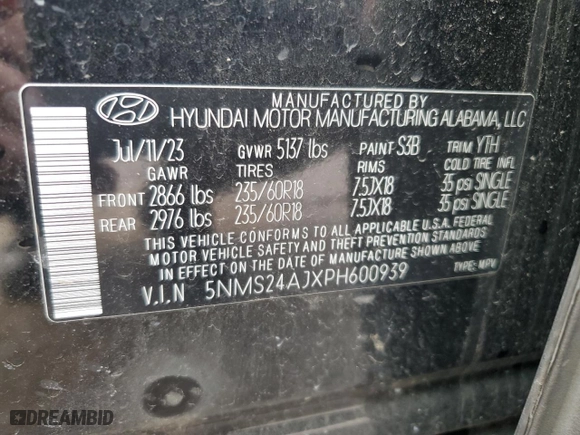 MANUFACTURED BY
HYUNDAI MOTOR MANUFACTURING ALABAMA, LLC
Jul/11/23 GVWR 5137 lbs PAINT S3B TRIM YTH
GAWR TIRES RIMS COLD TIRE INFL
FRONT 2866 lbs 235/60R18 7.5JX18 35 psi SINGLE
REAR 2976 lbs 235/60R18 7.5JX18 35 psi SINGLE
THIS VEHICLE CONFORMS TO ALL APPLICABLE U.S.A. FEDERAL
MOTOR VEHICLE SAFETY AND THEFT PREVENTION STANDARDS
IN EFFECT ON THE DATE OF MANUFACTURE SHOWN ABOVE
V.I.N 5NMS24AJXPH600939 TYPE: MPV
DREAMBID